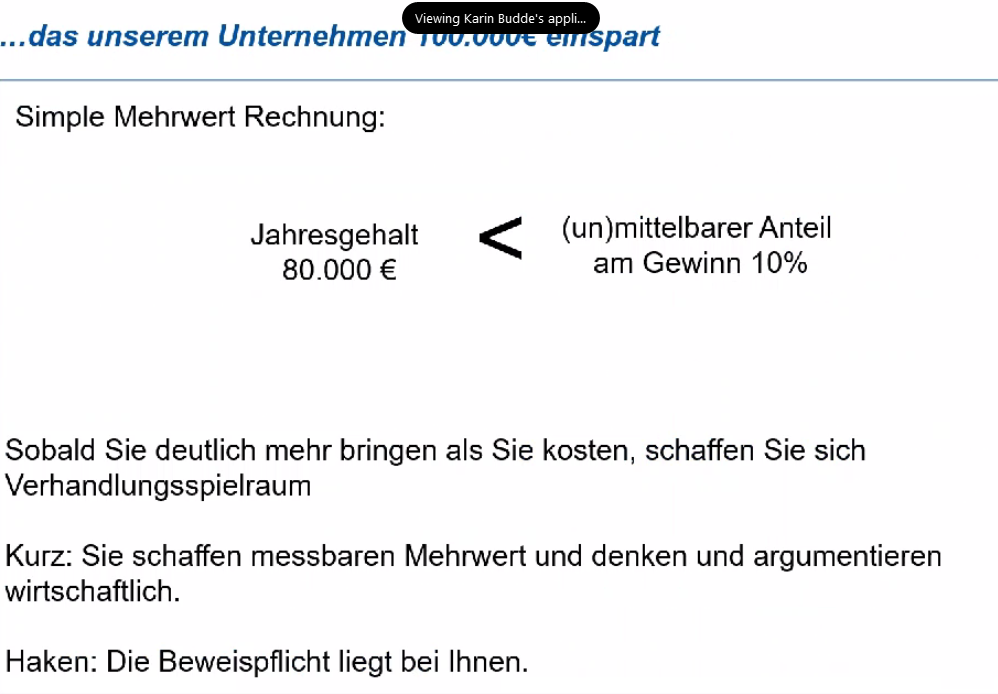 Viewing Karin Budde's appli...
...das unserem Unternehmen 100.000€ einspart
Simple Mehrwert Rechnung:
Jahresgehalt
80.000 €
<
(un)mittelbarer Anteil
am Gewinn 10%
Sobald Sie deutlich mehr bringen als Sie kosten, schaffen Sie sich
Verhandlungsspielraum
Kurz: Sie schaffen messbaren Mehrwert und denken und argumentieren
wirtschaftlich.
Haken: Die Beweispflicht liegt bei Ihnen.